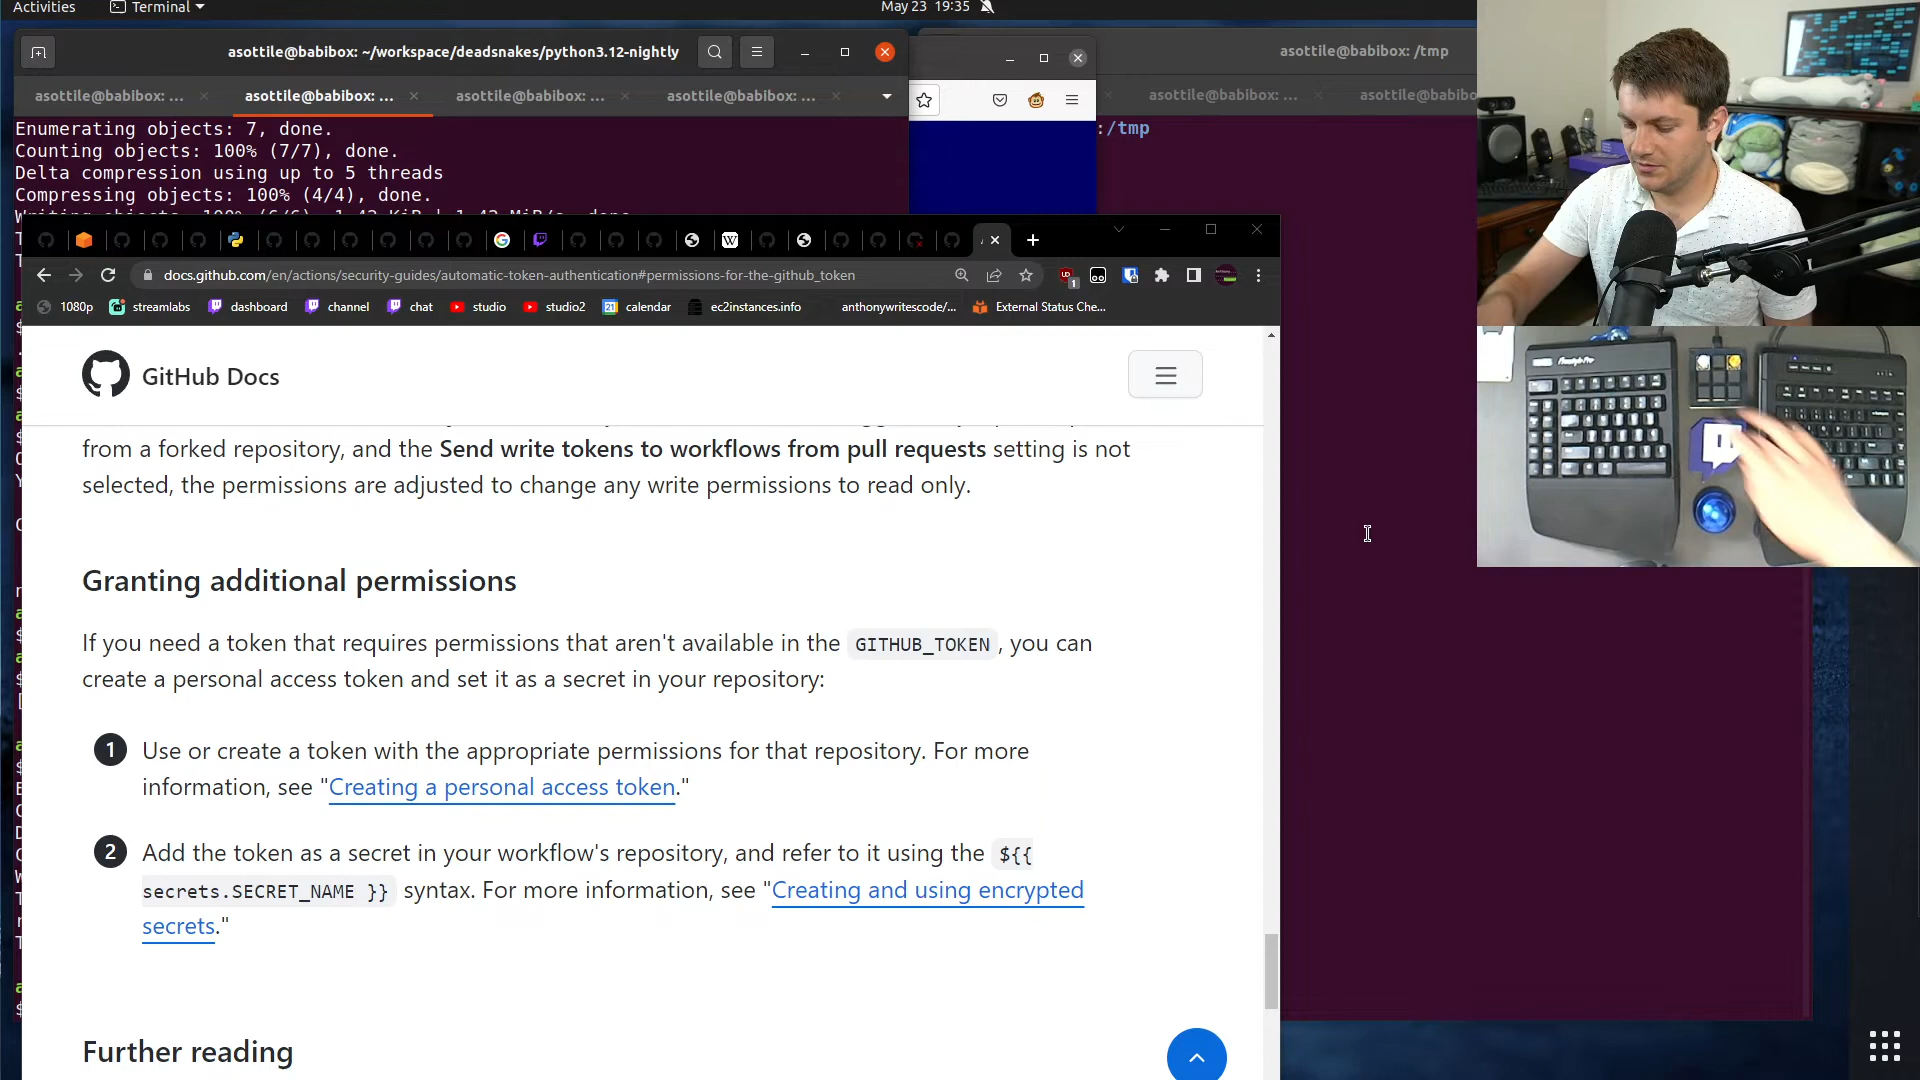 Activities
Terminal
May 23 19:35
asottile@babibox: ~/workspace/deadsnakes/python3.12-nightly
asottile@babibox: /tmp
asottile@babibox: ...
asottile@babibox: ...
asottile@babibox: ...
asottile@babibox: ...
asottile@babibox: ...
asottile@babibo
Enumerating objects: 7, done.
:/tmp
Counting objects: 100% (7/7), done.
Delta compression using up to 5 threads
Compressing objects: 100% (4/4), done.
docs.github.com/en/actions/security-guides/automatic-token-authentication#permissions-for-the-github_token
1080p
streamlabs
dashboard
channel
chat
studio
studio2
calendar
ec2instances.info
anthonywritescode/...
External Status Che...
GitHub Docs
from a forked repository, and the Send write tokens to workflows from pull requests setting is not
selected, the permissions are adjusted to change any write permissions to read only.
Granting additional permissions
If you need a token that requires permissions that aren't available in the GITHUB_TOKEN, you can
create a personal access token and set it as a secret in your repository:
1 Use or create a token with the appropriate permissions for that repository. For more
information, see "Creating a personal access token."
2 Add the token as a secret in your workflow's repository, and refer to it using the ${{
secrets.SECRET_NAME }} syntax. For more information, see "Creating and using encrypted
secrets."
Further reading